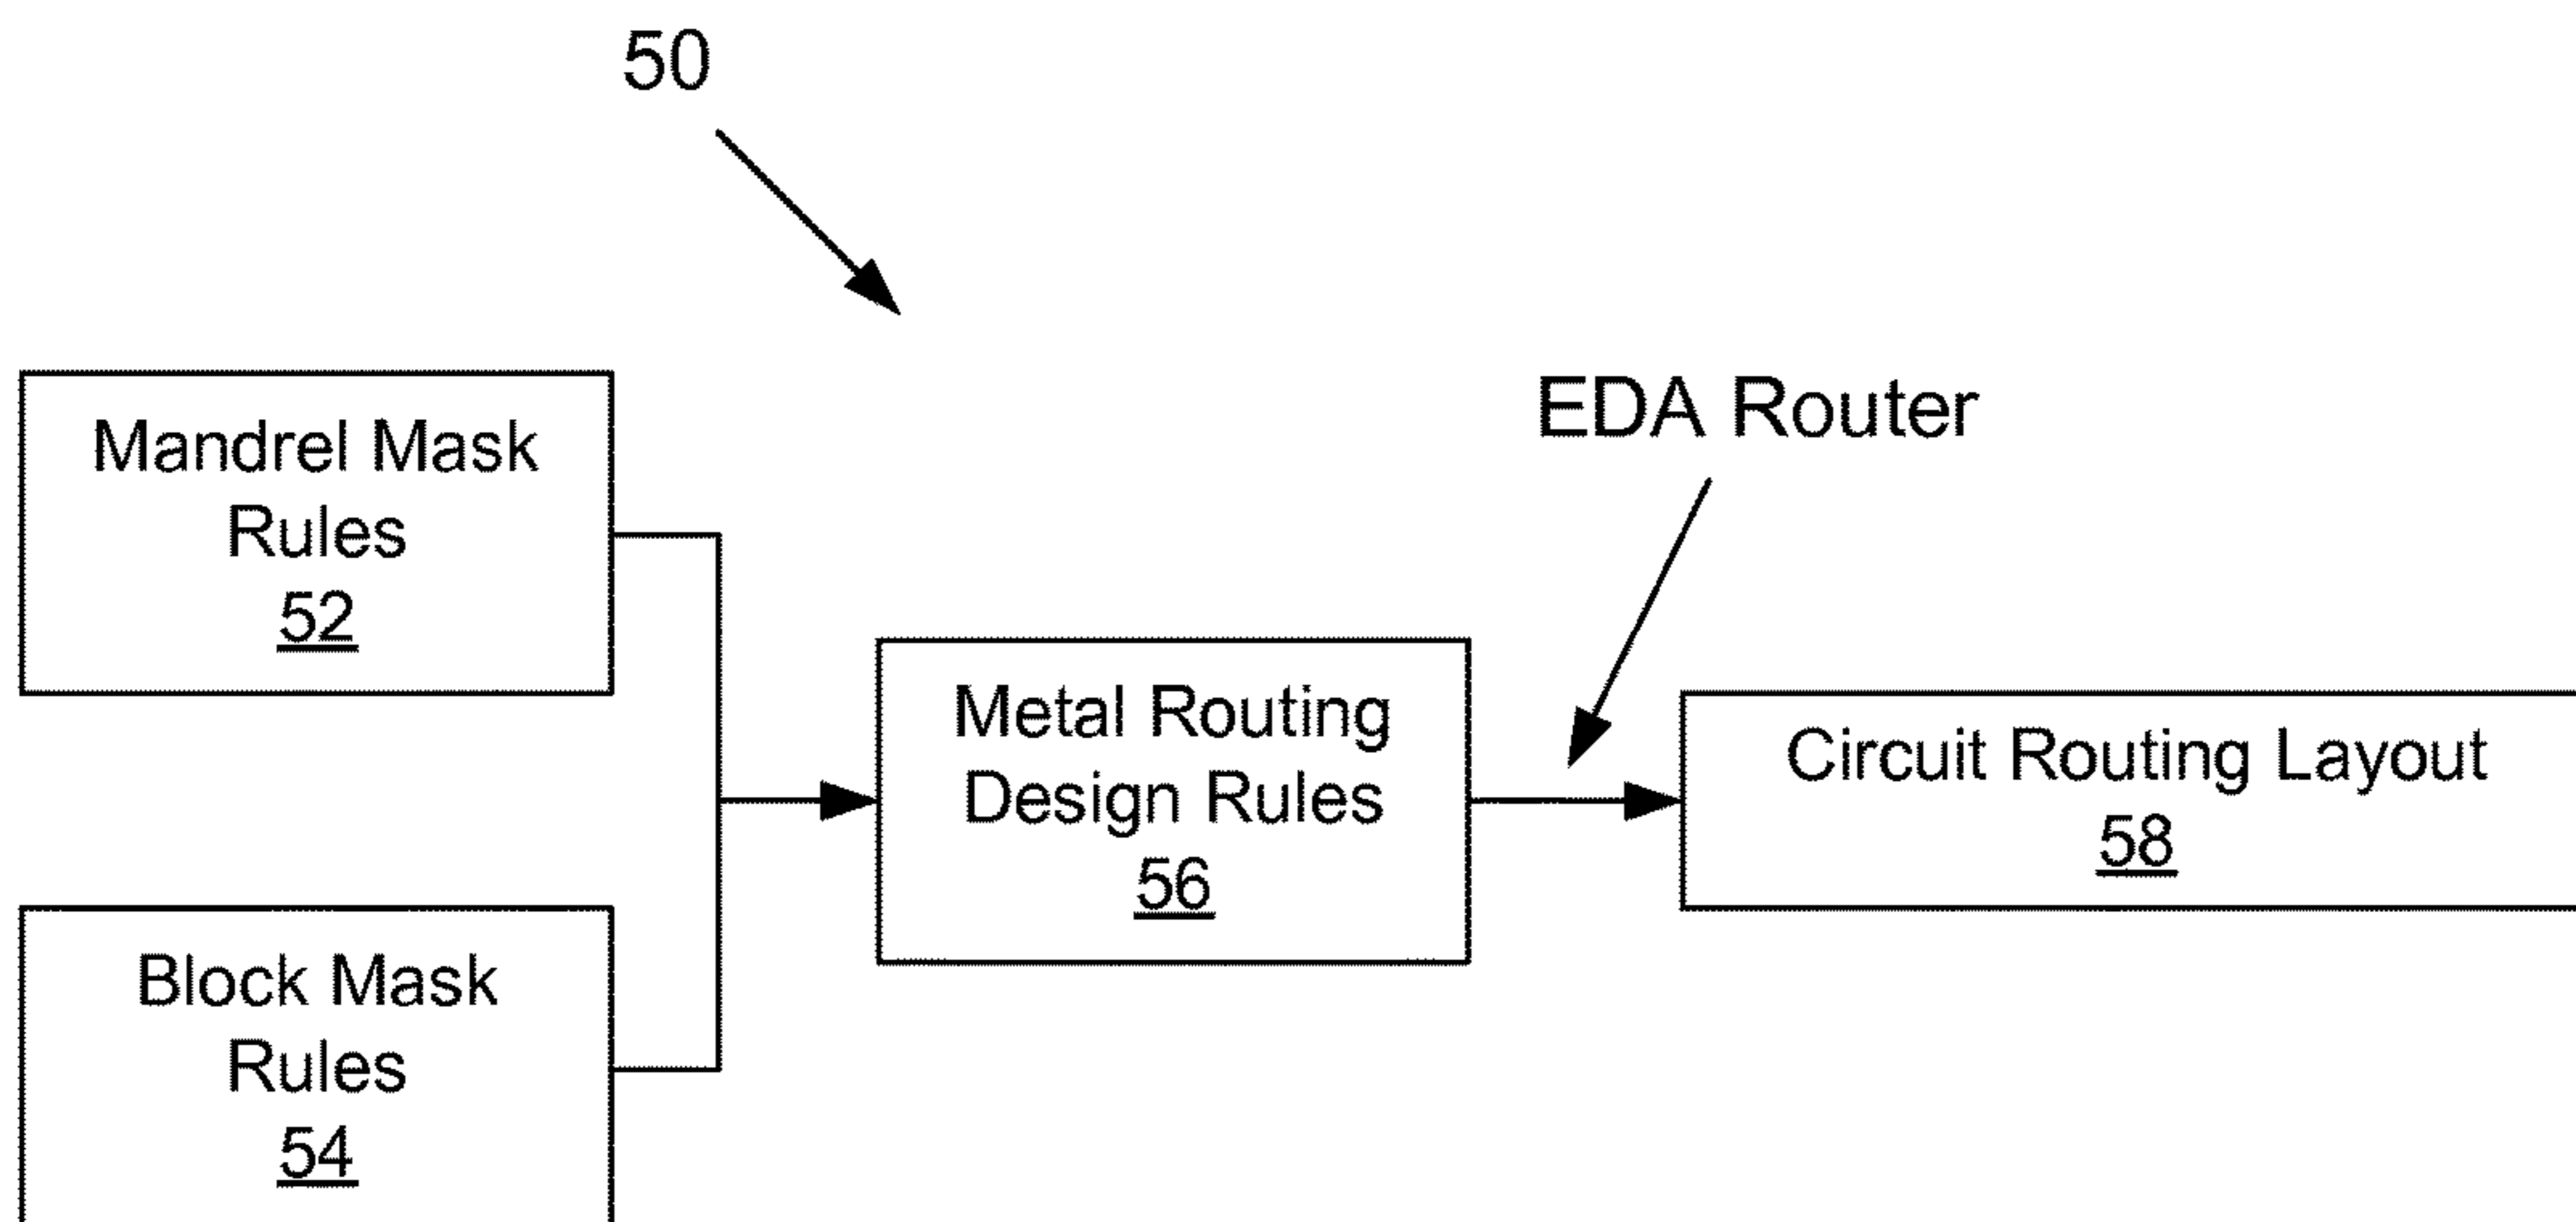 50
EDA Router
Mandrel Mask
Rules
52
Metal Routing
Design Rules
56
Circuit Routing Layout
58
Block Mask
Rules
54